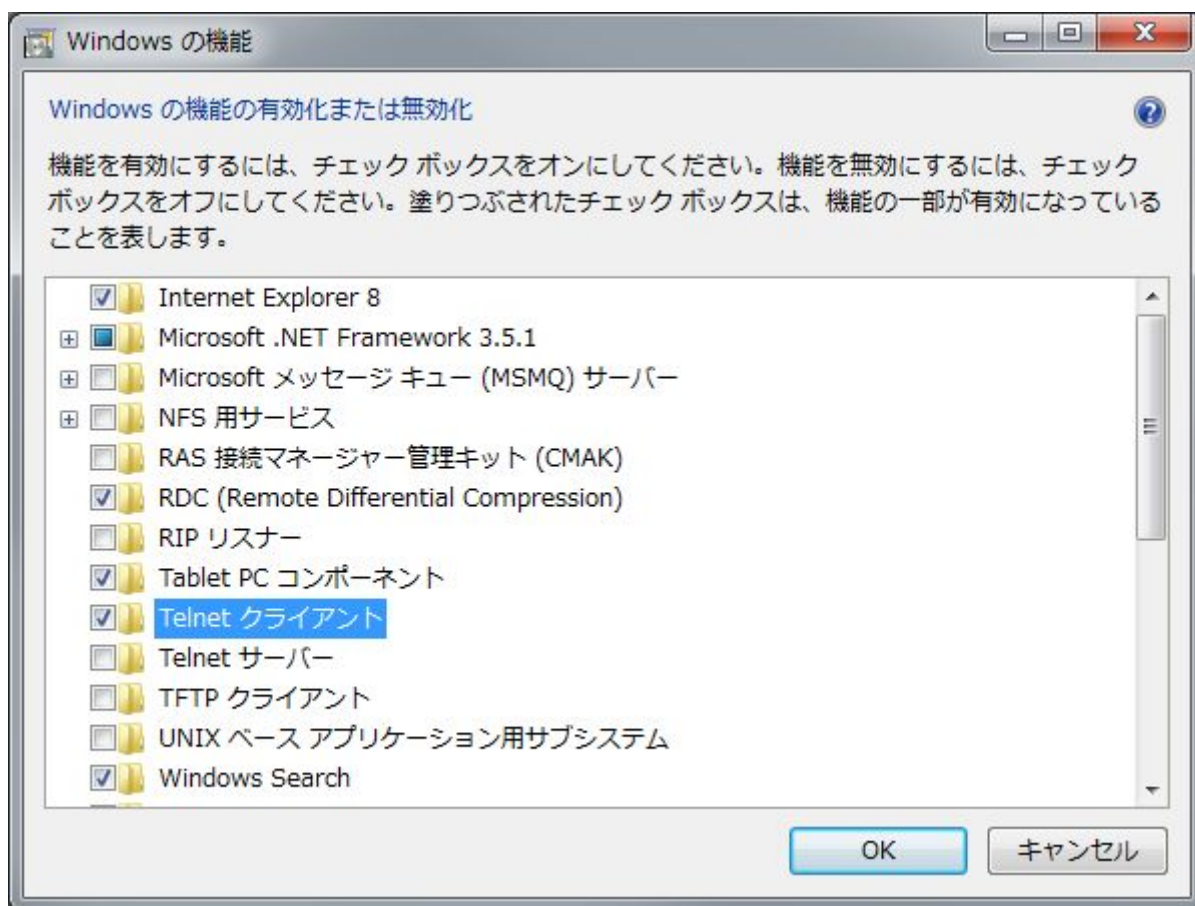 Windows の機能
Windows の機能の有効化または無効化
機能を有効にするには、チェック ボックスをオンにしてください。機能を無効にするには、チェック
ボックスをオフにしてください。塗りつぶされたチェック ボックスは、機能の一部が有効になっている
ことを表します。
Internet Explorer 8
Microsoft .NET Framework 3.5.1
Microsoft メッセージ キュー (MSMQ) サーバー
NFS 用サービス
RAS 接続マネージャー管理キット (CMAK)
RDC (Remote Differential Compression)
RIP リスナー
Tablet PC コンポーネント
Telnet クライアント
Telnet サーバー
TFTP クライアント
UNIX ベース アプリケーション用サブシステム
Windows Search
OK
キャンセル